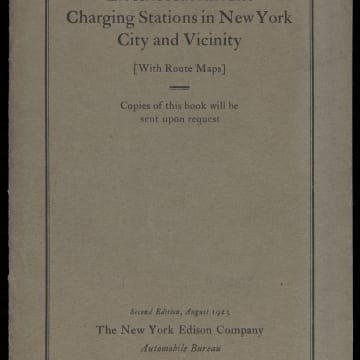 Charging Stations in New York
City and Vicinity
[With Route Maps]
Copies of this book will be
sent upon request
Second Edition, August 1923
The New York Edison Company
Automobile Bureau